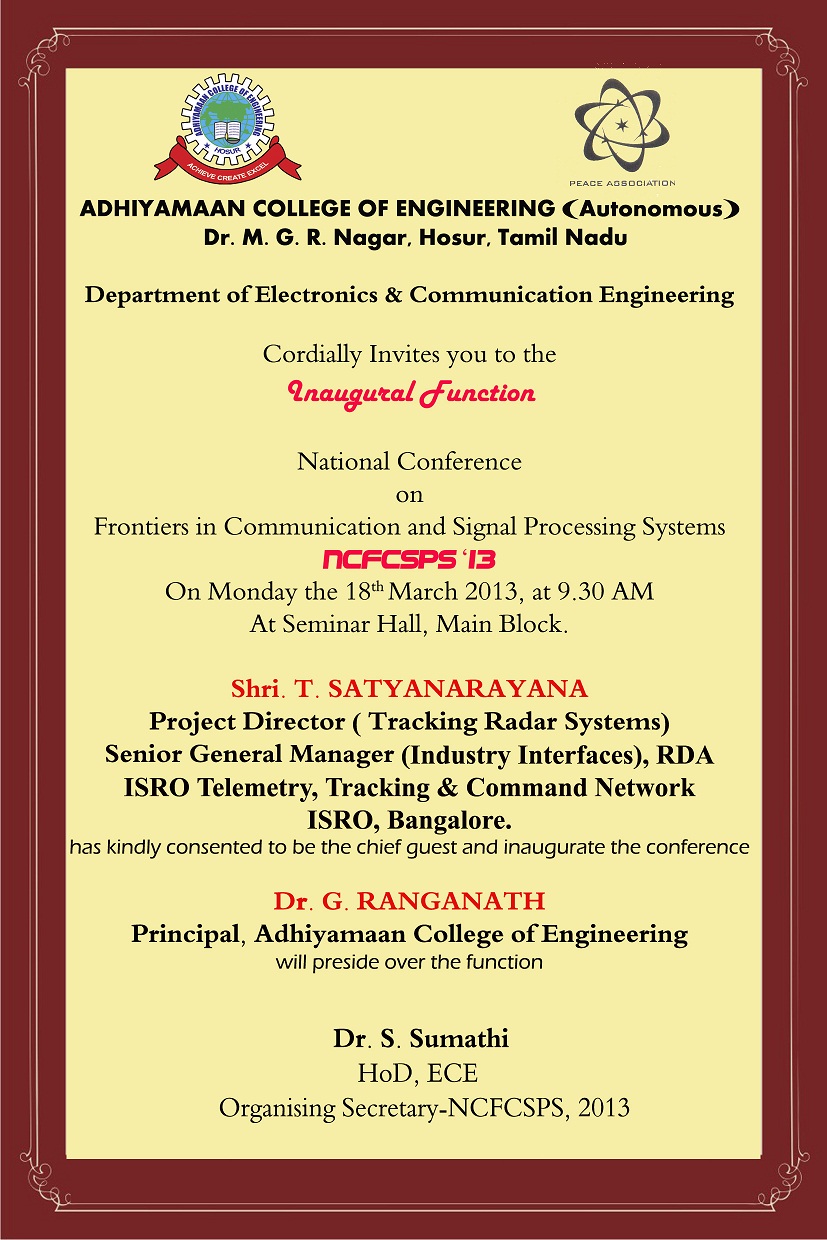 ADHIYAMAAN COLLEGE OF ENGINEERING
HOSUR
ACHIEVE CREATE EXCEL
PEACE ASSOCIATION
ADHIYAMAAN COLLEGE OF ENGINEERING (Autonomous)
Dr. M. G. R. Nagar, Hosur, Tamil Nadu
Department of Electronics & Communication Engineering
Cordially Invites you to the
Inaugural Function
National Conference
on
Frontiers in Communication and Signal Processing Systems
NCFCSPS ‘13
On Monday the 18th March 2013, at 9.30 AM
At Seminar Hall, Main Block.
Shri. T. SATYANARAYANA
Project Director ( Tracking Radar Systems)
Senior General Manager (Industry Interfaces), RDA
ISRO Telemetry, Tracking & Command Network
ISRO, Bangalore.
has kindly consented to be the chief guest and inaugurate the conference
Dr. G. RANGANATH
Principal, Adhiyamaan College of Engineering
will preside over the function
Dr. S. Sumathi
HoD, ECE
Organising Secretary-NCFCSPS, 2013